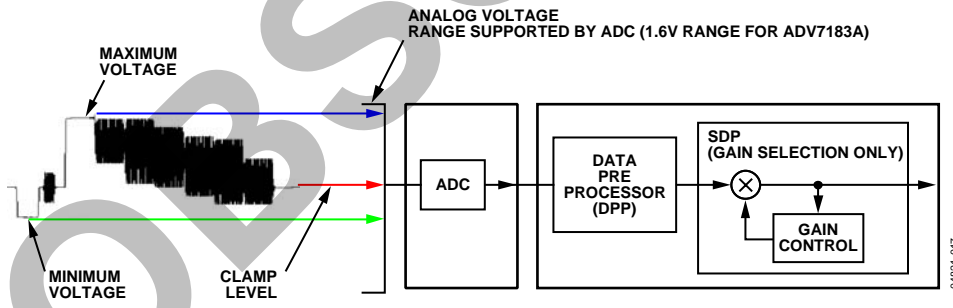 ANALOG VOLTAGE
RANGE SUPPORTED BY ADC (1.6V RANGE FOR ADV7183A)
MAXIMUM
VOLTAGE
SDP
(GAIN SELECTION ONLY)
DATA
PRE
PROCESSOR
(DPP)
ADC
GAIN
CONTROL
MINIMUM
VOLTAGE
CLAMP
LEVEL
OBS